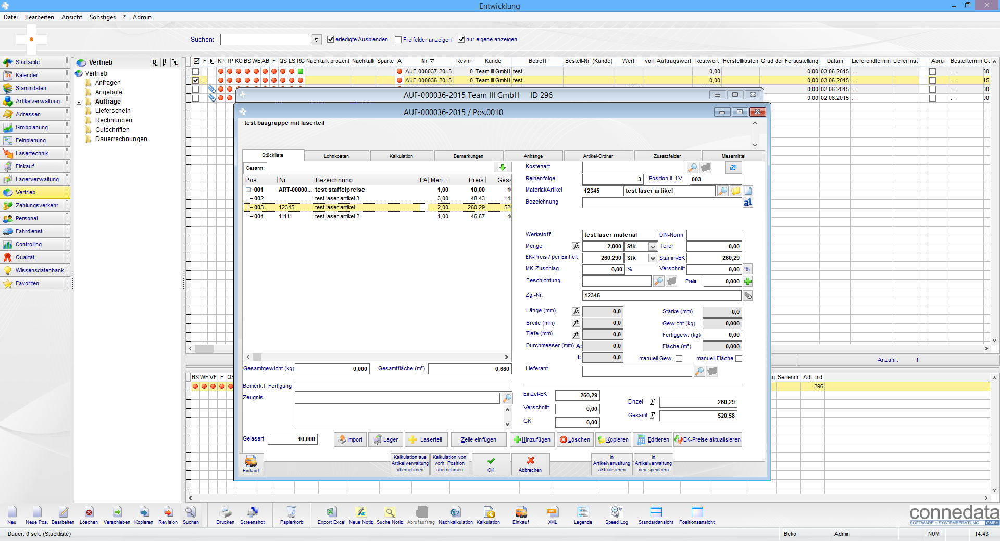 Entwicklung
Datei Bearbeiten Ansicht Sonstiges ? Admin
Suchen: erledigte Ausblenden Freifelder anzeigen nur eigene anzeigen
Startseite
Kalender
Stammdaten
Artikelverwaltung
Adressen
Grobplanung
Feinplanung
Lasertechnik
Einkauf
Lagerverwaltung
Vertrieb
Zahlungsverkehr
Personal
Fahrdienst
Controlling
Qualität
Wissensdatenbank
Favoriten
Vertrieb
Vertrieb
Anfragen
Angebote
Aufträge
Lieferschein
Rechnungen
Gutschriften
Dauerrechnungen
F KP TP KO BS WE AB F QS LS RG Nachkalk prozent Nachkalk Sparte A Nr Revnr Kunde Betreff Bestell-Nr. (Kunde) Wert vorl. Auftragswert Restwert Herstellkosten Grad der Fertigstellung Datum Lieferendtermin Lieferfrist Abruf Bestelltermin Ge
AUF-000037-2015 0 Team III GmbH test 0,00 0,00 03.06.2015 . . . . 00
AUF-000036-2015 0 Team III GmbH test 0,00 0,00 03.06.2015 . . . . 15
0,00 02.06.2015 . . . . 00
0,00 02.06.2015 . . . . 00
AUF-000036-2015 Team III GmbH ID 296
AUF-000036-2015 / Pos.0010
test baugruppe mit laserteil
Stückliste Lohnkosten Kalkulation Bemerkungen Anhänge Artikel-Ordner Zusatzfelder Messmittel
Gesamt
Pos Nr Bezeichnung PA Men... Preis Gesa
001 ART-00000... test staffelpreise 1,00 10,00 10
002 test laser artikel 3 3,00 48,43 145
003 12345 test laser artikel 2,00 260,29 520
004 11111 test laser artikel 2 1,00 46,67 46
Gesamtgewicht (kg) 0,000 Gesamtfläche (m²) 0,660
Bemerk.f. Fertigung
Zeugnis
Gelasert: 10,000
Kostenart
Reihenfolge 3 Position lt. LV. 003
Material/Artikel 12345 test laser artikel
Bezeichnung
Werkstoff test laser material DIN-Norm
Menge fx 2,000 Stk Teiler 0,00
EK-Preis / per Einheit 260,290 Stk Stamm-EK 260,29
MK-Zuschlag 0,00 % Verschnitt 0,00 %
Beschichtung Preis 0,000
Zg.-Nr. 12345
Länge (mm) fx 0,0 Stärke (mm) 0,0
Breite (mm) fx 0,0 Gewicht (kg) 0,000
Tiefe (mm) fx 0,0 Fertiggew. (kg) 0,00
Durchmesser (mm) A: 0,0 Fläche (m²) 0,000
I: 0,0 manuell Gew. manuell Fläche
Lieferant
Einzel-EK 260,29
Verschnitt 0,00
GK 0,00
Einzel Σ 260,29
Gesamt Σ 520,58
Import Lager Laserteil Zeile einfügen Hinzufügen Löschen Kopieren Editieren EK-Preise aktualisieren
Einkauf
Kalkulation aus
Artikelverwaltung
übernehmen
Kalkulation von
vorh. Position
übernehmen
OK
Abbrechen
in
Artikelverwaltung
aktualisieren
in
Artikelverwaltung
neu speichern
Anzahl : 1
BS WE VF F QS
g Seriennr Adt_nid
296
Neu Neue Pos, Bearbeiten Löschen Verschieben Kopieren Revision Suchen Drucken Screenshot Papierkorb Export Excel Neue Notiz Suche Notiz Abrufauftrag Nachkalkulation Kalkulation Einkauf XML Legende Speed Log Standardansicht Positionsansicht
connedata
SOFTWARE + SYSTEMBERATUNG GMBH
Dauer: 0 sek. (Stückliste) Beko Admin NUM 14:43